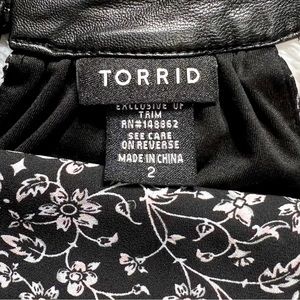 TORRID
EXCLUSIVE OF
TRIM
RN#148862
SEE CARE
ON REVERSE
MADE IN CHINA
2